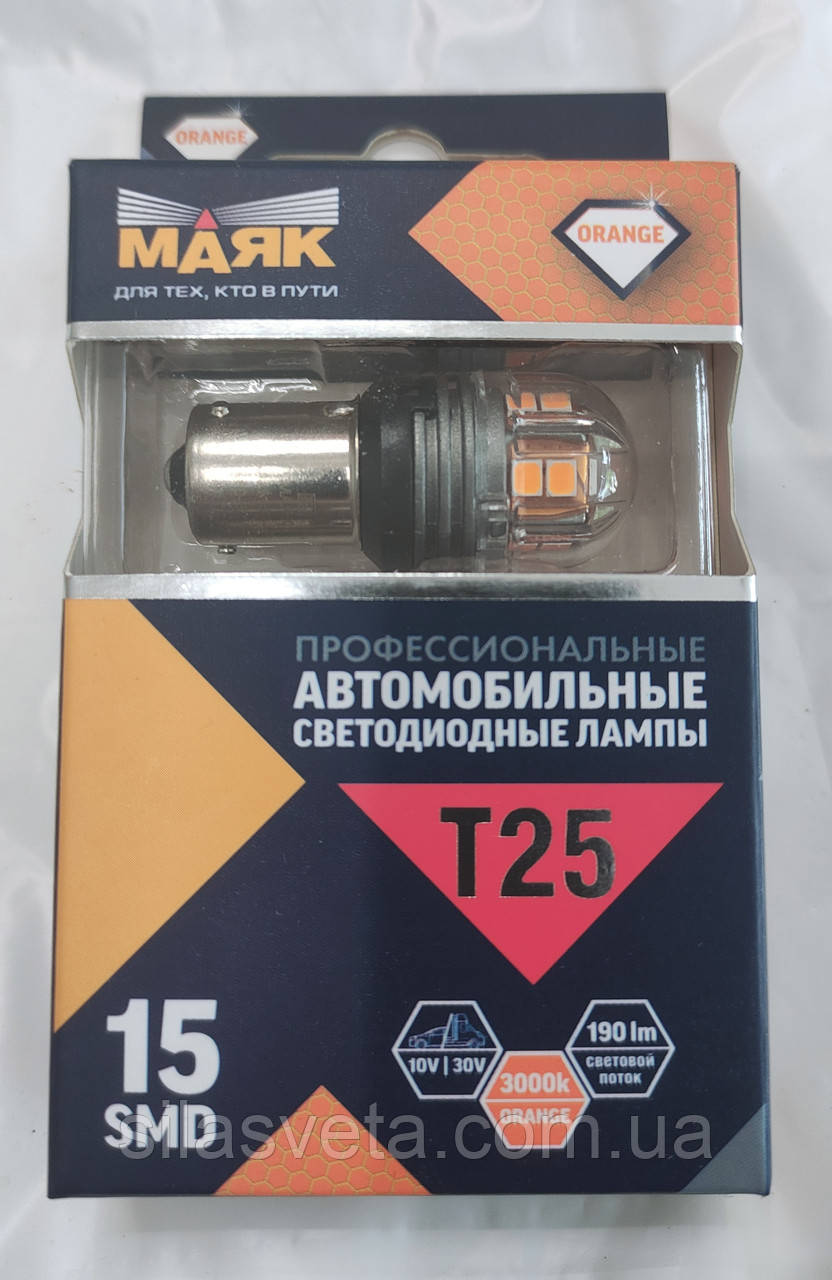 ORANGE
МАЯК
ДЛЯ ТЕХ, КТО В ПУТИ
ORANGE
ПРОФЕССИОНАЛЬНЫЕ
АВТОМОБИЛЬНЫЕ
СВЕТОДИОДНЫЕ ЛАМПЫ
T25
15
SMD
10V | 30V
3000k
ORANGE
190 lm
СВЕТОВОЙ
ПОТОК
silasveta.com.ua